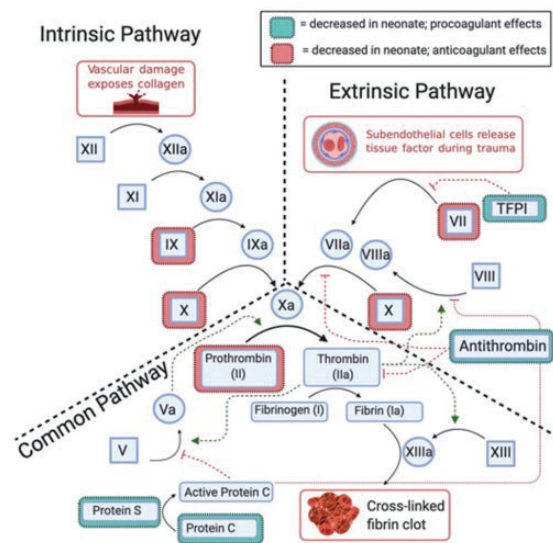 Intrinsic Pathway
= decreased in neonate; procoagulant effects
= decreased in neonate; anticoagulant effects
Vascular damage
exposes collagen
Extrinsic Pathway
Subendothelial cells release
tissue factor during trauma
XII
XIIa
XI
XIa
IX
IXa
X
Xa
TFPI
VII
VIIa
VIIIa
VIII
X
Antithrombin
Common Pathway
Prothrombin
(II)
Thrombin
(IIa)
Fibrinogen (I)
Fibrin (Ia)
Va
V
XIIIa
XIII
Active Protein C
Protein S
Protein C
Cross-linked
fibrin clot